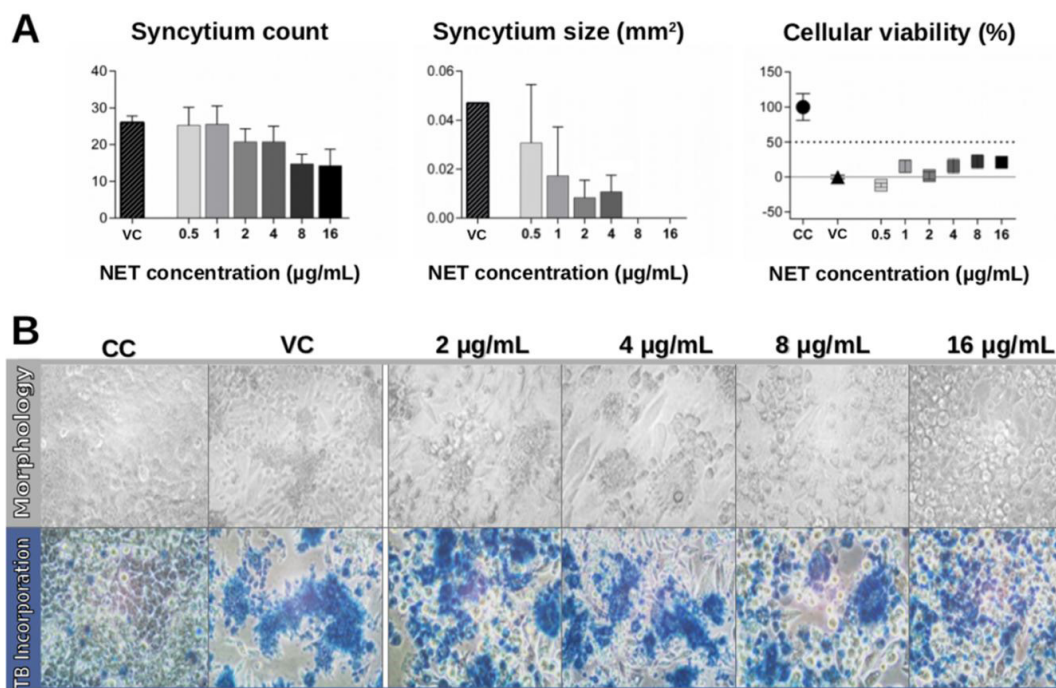 A
Syncytium count
Syncytium size (mm²)
Cellular viability (%)
40
30
20
10
0
VC
0.5
1
2
4
8
16
NET concentration (µg/mL)
0.06
0.04
0.02
0.00
VC
0.5
1
2
4
8
16
NET concentration (µg/mL)
150
100
50
0
-50
CC
VC
0.5
1
2
4
8
16
NET concentration (µg/mL)
B
CC
VC
2 µg/mL
4 µg/mL
8 µg/mL
16 µg/mL
Morphology
TB Incorporation